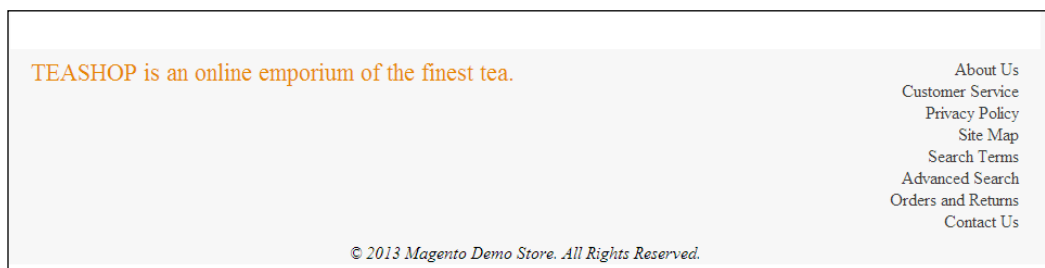 TEASHOP is an online emporium of the finest tea.
About Us
Customer Service
Privacy Policy
Site Map
Search Terms
Advanced Search
Orders and Returns
Contact Us
© 2013 Magento Demo Store. All Rights Reserved.